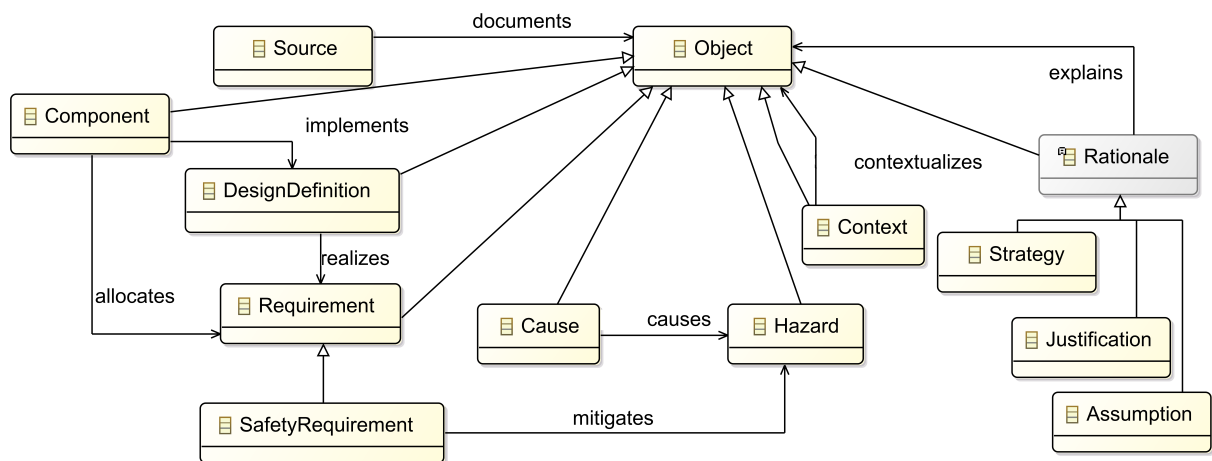 documents
Source
Object
explains
Component
implements
Rationale
contextualizes
DesignDefinition
Context
Strategy
realizes
allocates
Requirement
Cause
causes
Hazard
Justification
SafetyRequirement
mitigates
Assumption